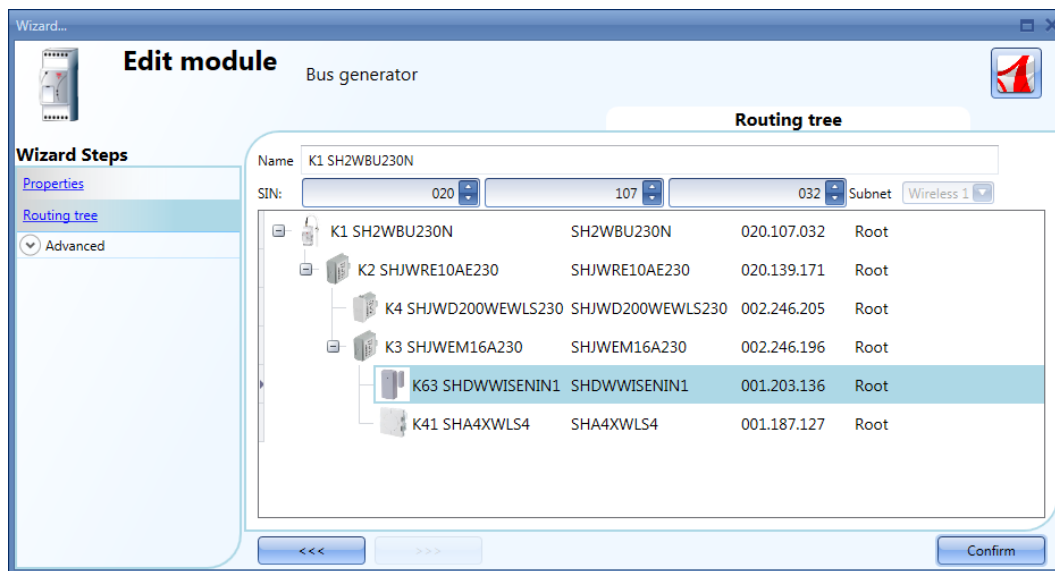 Wizard...
Edit module
Bus generator
Routing tree
Wizard Steps
Properties
Routing tree
Advanced
Name K1 SH2WBU230N
SIN: 020 107 032 Subnet Wireless 1
K1 SH2WBU230N SH2WBU230N 020.107.032 Root
K2 SHJWRE10AE230 SHJWRE10AE230 020.139.171 Root
K4 SHJWD200WEWLS230 SHJWD200WEWLS230 002.246.205 Root
K3 SHJWEM16A230 SHJWEM16A230 002.246.196 Root
K63 SHDWWISENIN1 SHDWWISENIN1 001.203.136 Root
K41 SHA4XWLS4 SHA4XWLS4 001.187.127 Root
<<< >>> Confirm